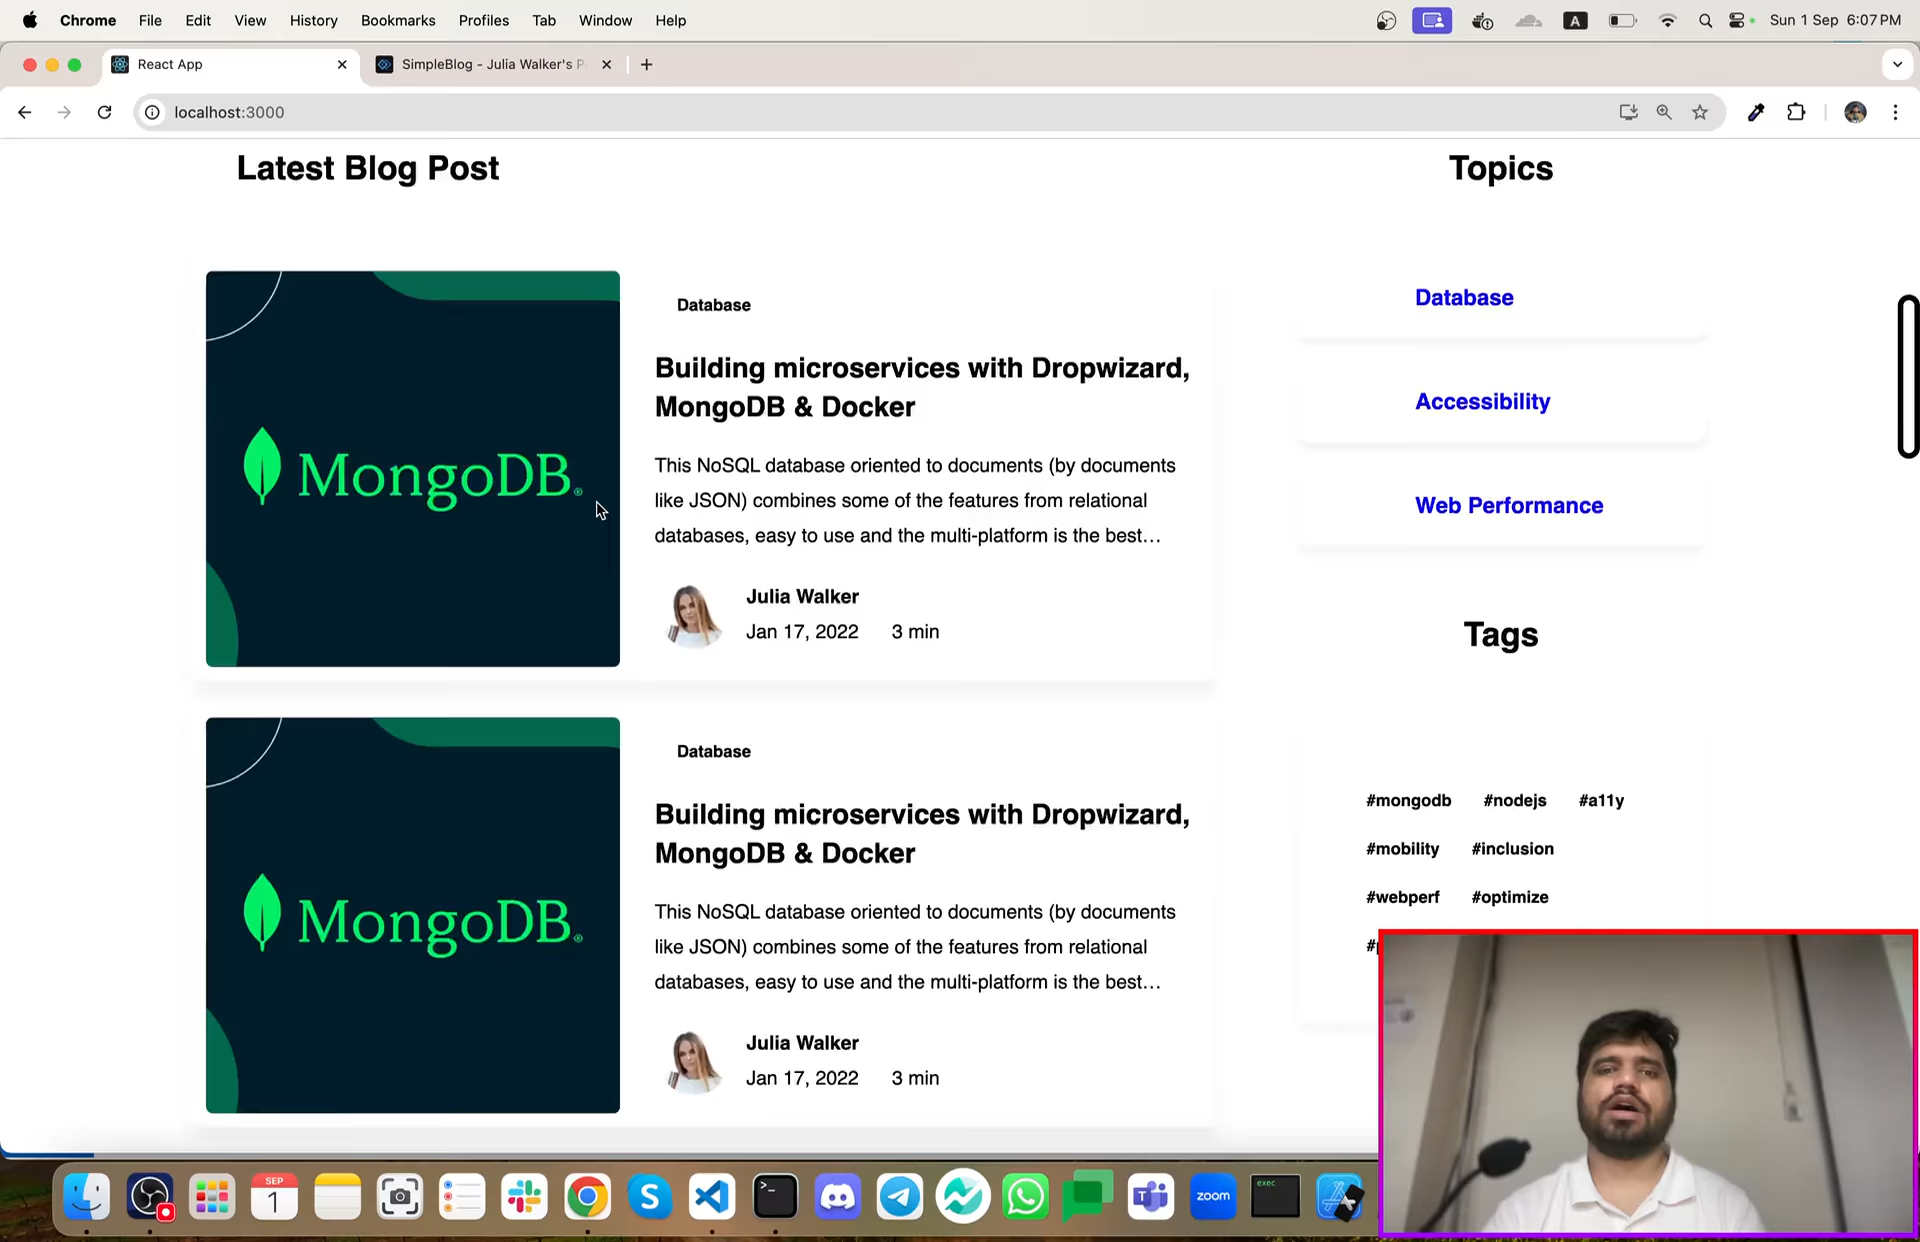 Chrome File Edit View History Bookmarks Profiles Tab Window Help
A
Sun 1 Sep 6:07 PM
React App
SimpleBlog - Julia Walker's P
localhost:3000
Latest Blog Post
MongoDB®
Database
Building microservices with Dropwizard,
MongoDB & Docker
This NoSQL database oriented to documents (by documents
like JSON) combines some of the features from relational
databases, easy to use and the multi-platform is the best...
Julia Walker
Jan 17, 2022 3 min
MongoDB®
Database
Building microservices with Dropwizard,
MongoDB & Docker
This NoSQL database oriented to documents (by documents
like JSON) combines some of the features from relational
databases, easy to use and the multi-platform is the best...
Julia Walker
Jan 17, 2022 3 min
Topics
Database
Accessibility
Web Performance
Tags
#mongodb #nodejs #a11y
#mobility #inclusion
#webperf #optimize
SEP
1
S
>_
T
zoom
exec